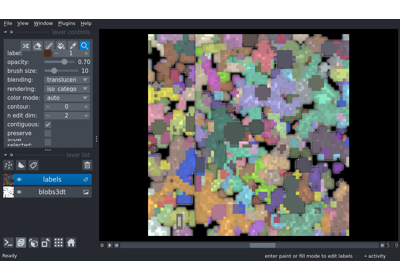 File View Window Plugins Help
layer controls
label: 1
opacity: 0.70
brush size: 10
blending: translucen
rendering: iso_catego
color mode: auto
contour: 0
n edit dim: 2
contiguous:
preserve
selected:
layer list
labels
blobs3dt
Ready
enter paint or fill mode to edit labels
activity